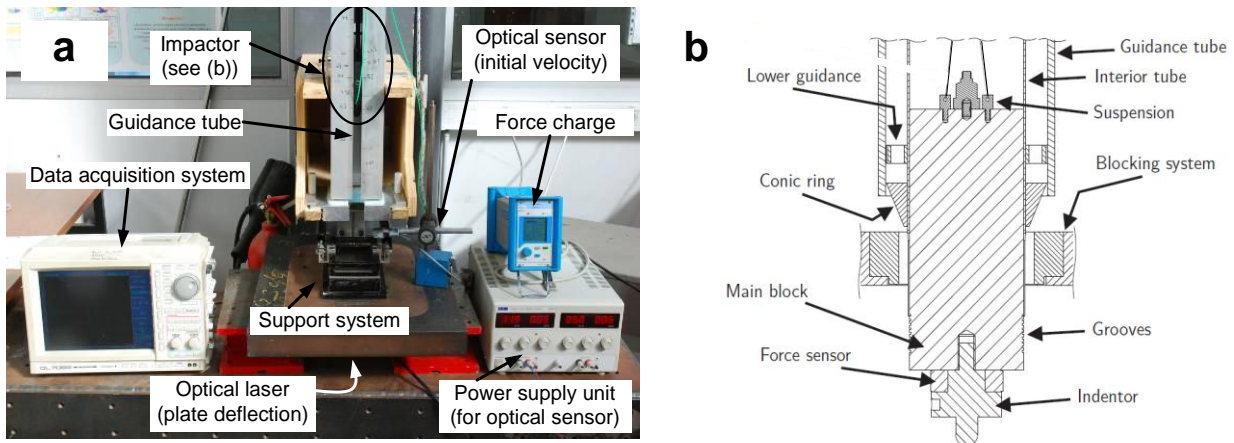 a
Impactor
(see (b))
Optical sensor
(initial velocity)
Guidance tube
Force charge
Data acquisition system
Support system
Optical laser
(plate deflection)
Power supply unit
(for optical sensor)
b
Guidance tube
Lower guidance
Interior tube
Suspension
Blocking system
Conic ring
Main block
Grooves
Force sensor
Indentor